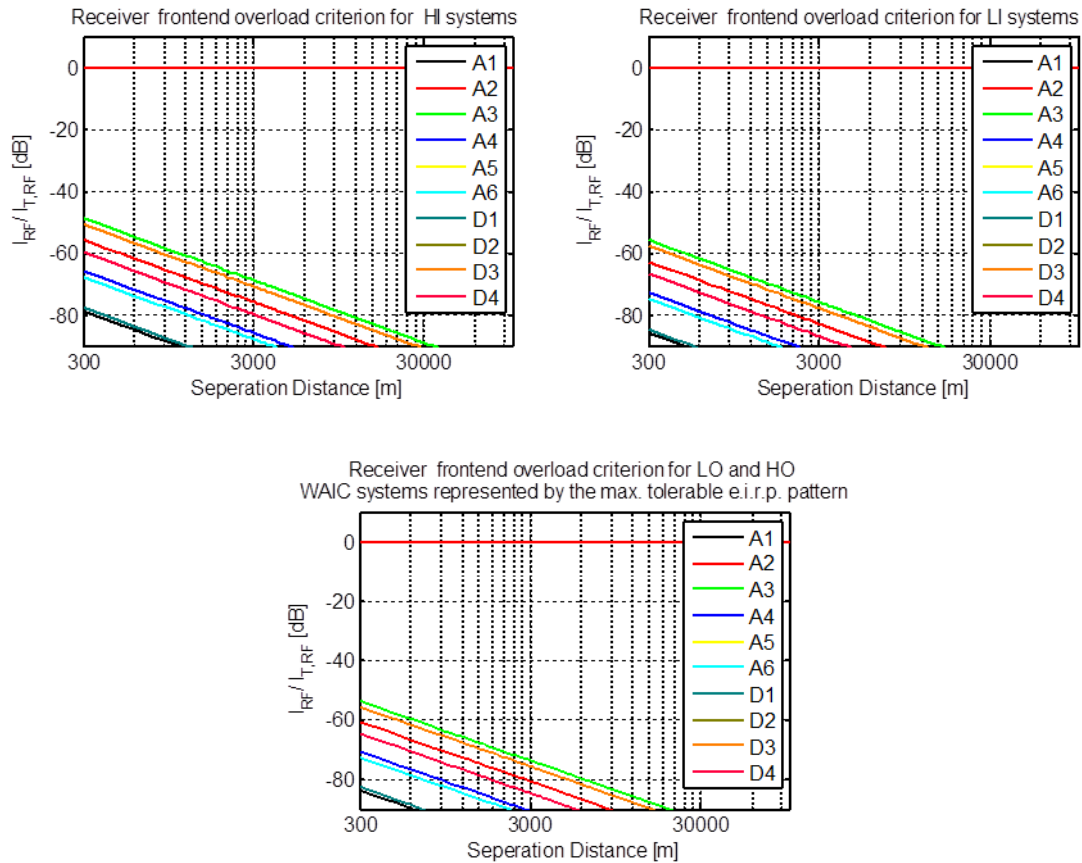 Receiver frontend overload criterion for HI systems
I_RF / I_T,RF [dB]
0
-20
-40
-60
-80
300
3000
30000
Seperation Distance [m]
A1
A2
A3
A4
A5
A6
D1
D2
D3
D4
Receiver frontend overload criterion for LI systems
I_RF / I_T,RF [dB]
0
-20
-40
-60
-80
300
3000
30000
Seperation Distance [m]
A1
A2
A3
A4
A5
A6
D1
D2
D3
D4
Receiver frontend overload criterion for LO and HO
WAIC systems represented by the max. tolerable e.i.r.p. pattern
I_RF / I_T,RF [dB]
0
-20
-40
-60
-80
300
3000
30000
Seperation Distance [m]
A1
A2
A3
A4
A5
A6
D1
D2
D3
D4